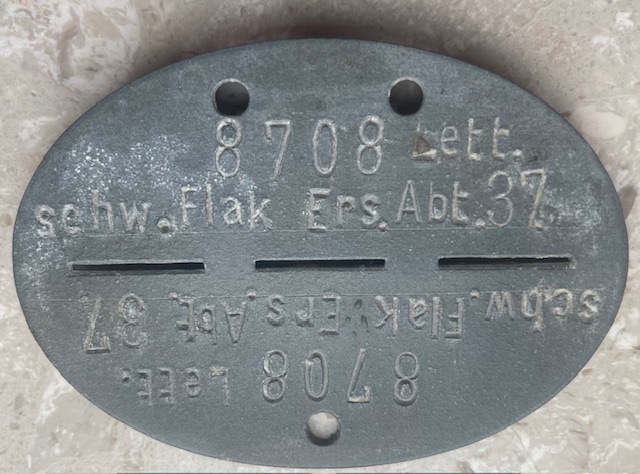 8708 Lett.
schw. Flak Ers. Abt. 37.
schw. Flak Ers. Abt. 37.
8708 Lett.